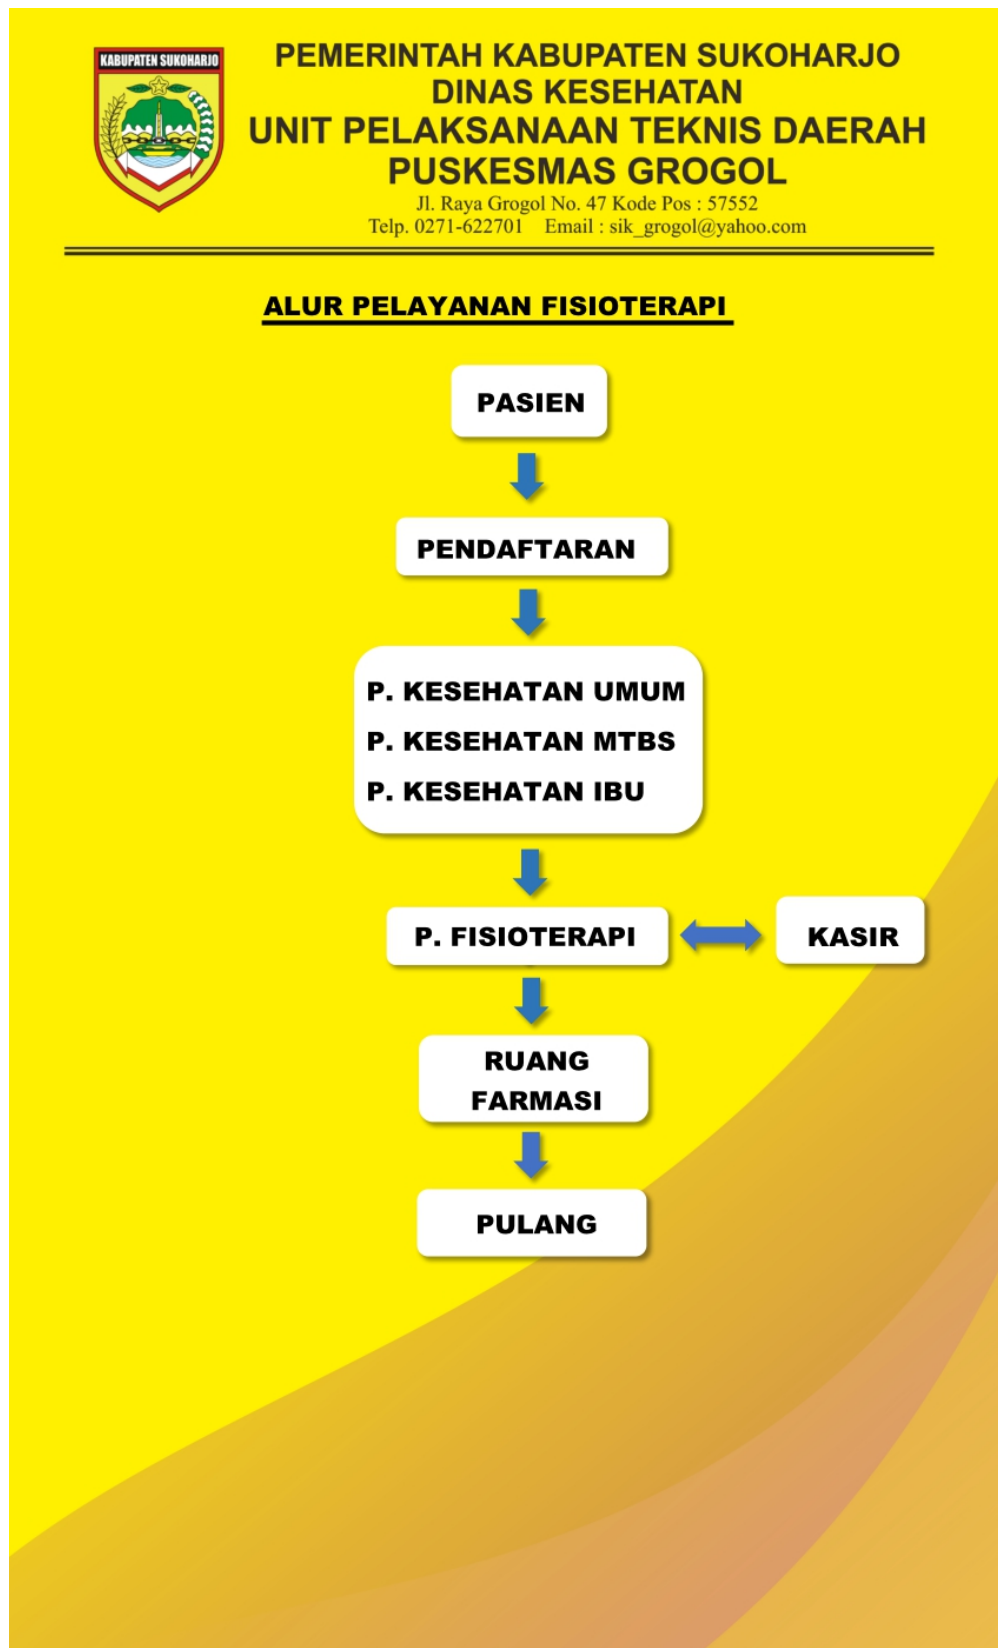 KABUPATEN SUKOHARJO
PEMERINTAH KABUPATEN SUKOHARJO
DINAS KESEHATAN
UNIT PELAKSANAAN TEKNIS DAERAH
PUSKESMAS GROGOL
Jl. Raya Grogol No. 47 Kode Pos : 57552
Telp. 0271-622701 Email : sik_grogol@yahoo.com
ALUR PELAYANAN FISIOTERAPI
PASIEN
PENDAFTARAN
P. KESEHATAN UMUM
P. KESEHATAN MTBS
P. KESEHATAN IBU
P. FISIOTERAPI
KASIR
RUANG
FARMASI
PULANG